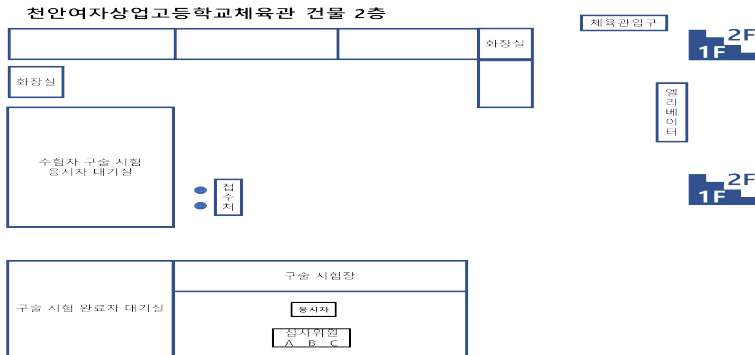 천안여자상업고등학교체육관 건물 2층
체육관입구
화장실
2F
1F
화장실
엘리베이터
수험자 구술 시험
응시자 대기실
접수처
2F
1F
구술 시험장
구술 시험 완료자 대기실
응시자
심사위원
A B C